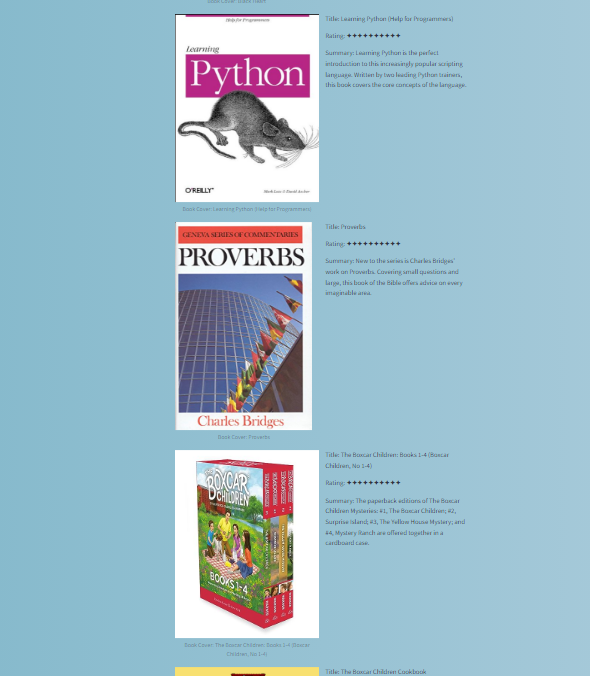 Help for Programmers
Learning
Python
O'REILLY
Mark Lutz & David Ascher
Title: Learning Python (Help for Programmers)
Rating: ✦✦✦✦✦✦✦✦✦✦
Summary: Learning Python is the perfect
introduction to this increasingly popular scripting
language. Written by two leading Python trainers,
this book covers the core concepts of the language.
Book Cover: Learning Python (Help for Programmers)
GENEVA SERIES OF COMMENTARIES
PROVERBS
Charles Bridges
Title: Proverbs
Rating: ✦✦✦✦✦✦✦✦✦✦
Summary: New to the series is Charles Bridges'
work on Proverbs. Covering small questions and
large, this book of the Bible offers advice on every
imaginable area.
Book Cover: Proverbs
BOXCAR
CHILDREN
BOOKS 1-4
Title: The Boxcar Children: Books 1-4 (Boxcar
Children, No 1-4)
Rating: ✦✦✦✦✦✦✦✦✦✦
Summary: The paperback editions of The Boxcar
Children Mysteries: #1, The Boxcar Children; #2,
Surprise Island; #3, The Yellow House Mystery; and
#4, Mystery Ranch are offered together in a
cardboard case.
Book Cover: The Boxcar Children: Books 1-4 (Boxcar
Children, No 1-4)
Title: The Boxcar Children Cookbook